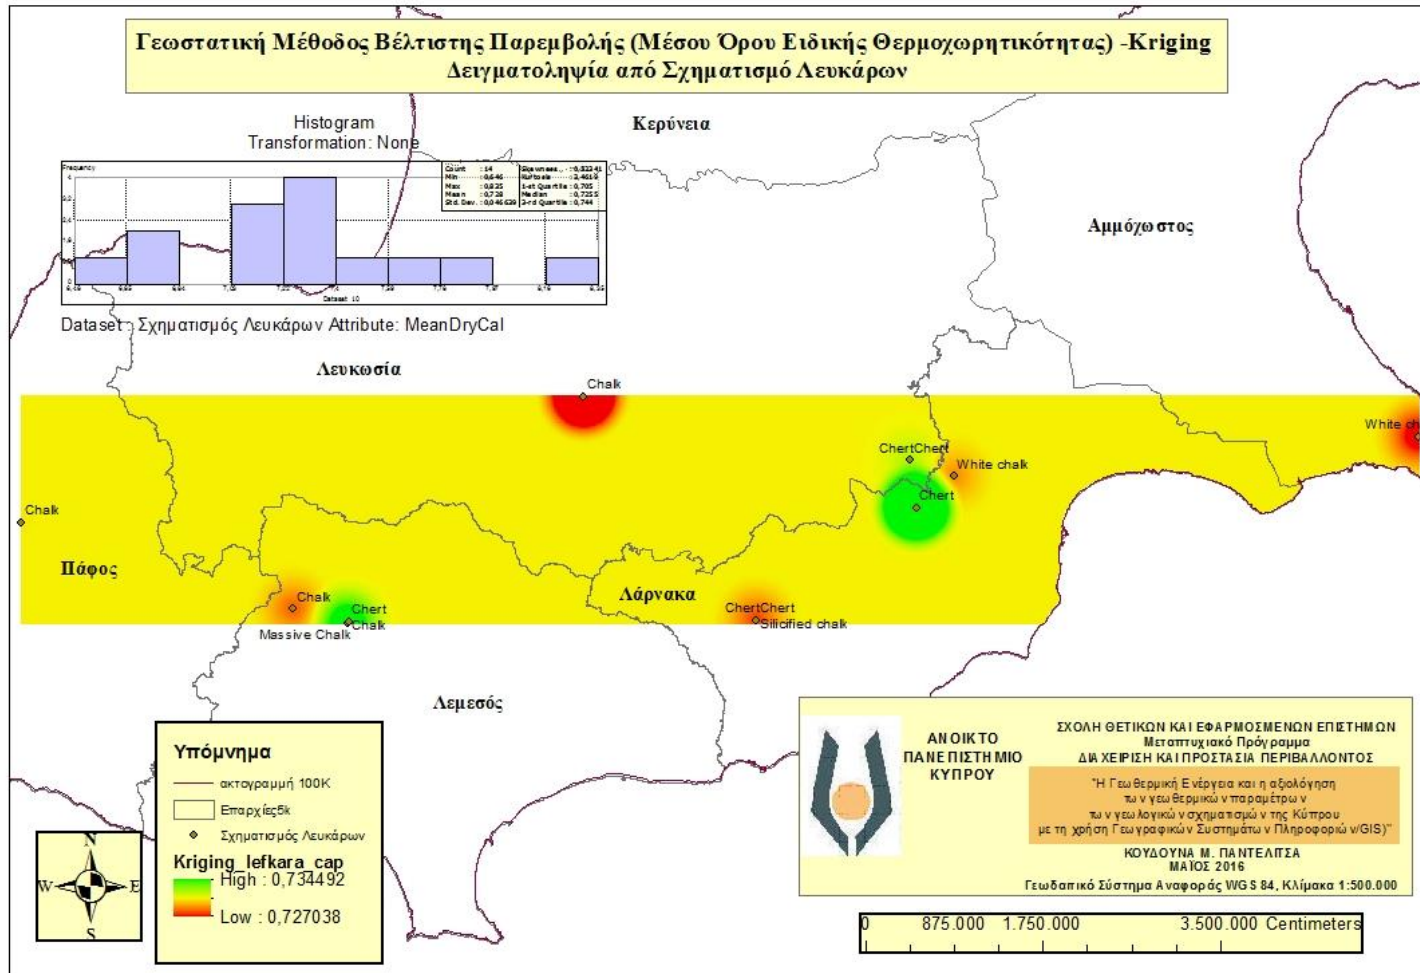 Γεωστατική Μέθοδος Βέλτιστης Παρεμβολής (Μέσου Όρου Ειδικής Θερμοχωρητικότητας) -Kriging
Δειγματοληψία από Σχηματισμό Λευκάρων
Histogram
Transformation: None
Frequency
Count : 14
Min : 0,646
Max : 0,835
Mean : 0,728
Std. Dev. : 0,046639
Skewness
Kurtosis : 3,4619
1-st Quartile : 0,705
Median : 0,7255
3-rd Quartile : 0,744
Dataset 10
Dataset : Σχηματισμός Λευκάρων Attribute: MeanDryCal
Κερύνεια
Αμμόχωστος
Λευκωσία
Chalk
White ch
ChertChert
White chalk
Chert
Chalk
Πάφος
Chalk
Chert
Chalk
Massive Chalk
Λάρνακα
ChertChert
Silicified chalk
Λεμεσός
Υπόμνημα
ακτογραμμή 100K
Επαρχίες5k
Σχηματισμός Λευκάρων
Kriging_lefkara_cap
High : 0,734492
Low : 0,727038
N
W E
S
ΑΝΟΙΚΤΟ
ΠΑΝΕΠΙΣΤΗΜΙΟ
ΚΥΠΡΟΥ
ΣΧΟΛΗ ΘΕΤΙΚΩΝ ΚΑΙ ΕΦΑΡΜΟΣΜΕΝΩΝ ΕΠΙΣΤΗΜΩΝ
Μεταπτυχιακό Πρόγραμμα
ΔΙΑΧΕΙΡΙΣΗ ΚΑΙ ΠΡΟΣΤΑΣΙΑ ΠΕΡΙΒΑΛΛΟΝΤΟΣ
"Η Γεωθερμική Ενέργεια και η αξιολόγηση
των γεωθερμικών παραμέτρων
των γεωλογικών σχηματισμών της Κύπρου
με τη χρήση Γεωγραφικών Συστημάτων Πληροφοριών/GIS)"
ΚΟΥΔΟΥΝΑ Μ. ΠΑΝΤΕΛΙΤΣΑ
ΜΑΪΟΣ 2016
Γεωδαπικό Σύστημα Αναφοράς WGS 84, Κλίμακα 1:500.000
0 875.000 1.750.000 3.500.000 Centimeters